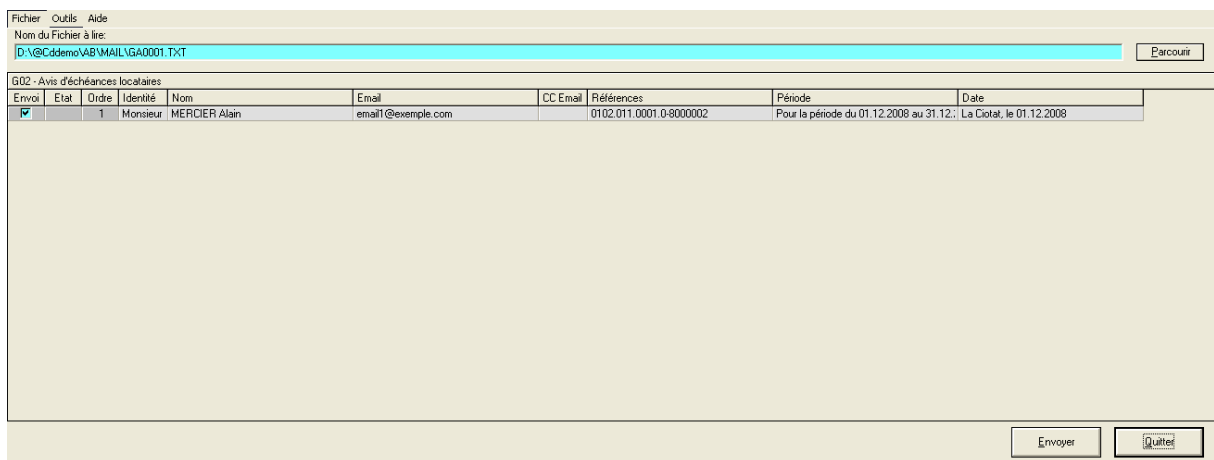 Fichier Outils Aide
Nom du Fichier à lire:
D:\@Cddemo\AB\MAIL\GA0001.TXT Parcourir
G02 - Avis d'échéances locataires
Envoi Etat Ordre Identité Nom Email CC Email Références Période Date
1 Monsieur MERCIER Alain email1@exemple.com 0102.011.0001.0-8000002 Pour la période du 01.12.2008 au 31.12.: La Ciotat, le 01.12.2008
Envoyer Quitter